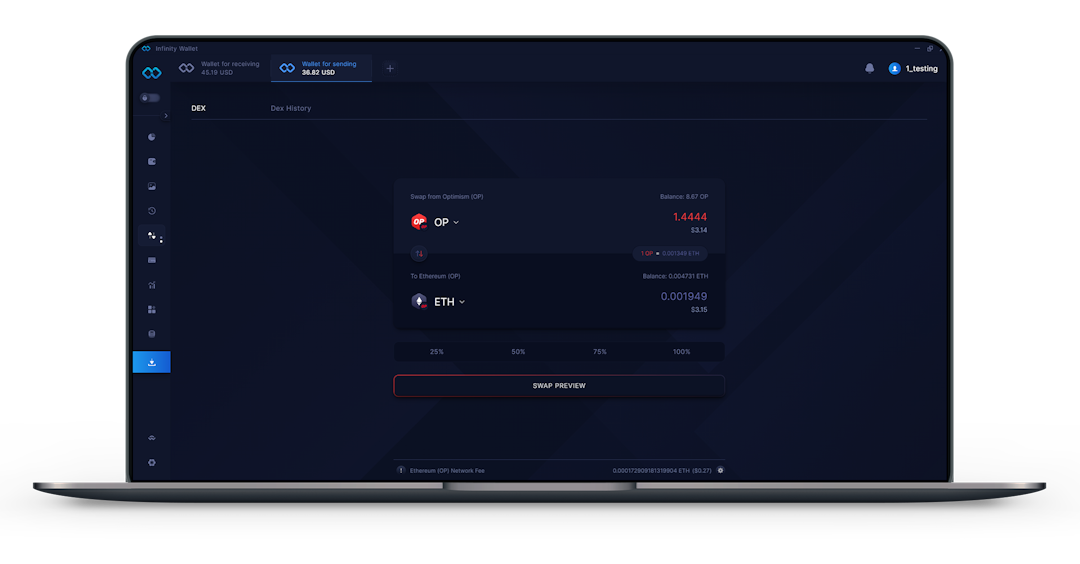 Infinity Wallet
Wallet for receiving
45.19 USD
Wallet for sending
36.82 USD
1_testing
DEX
Dex History
Swap from Optimism (OP)
Balance: 8.67 OP
OP
OP
1.4444
$3.14
1 OP = 0.001349 ETH
To Ethereum (OP)
Balance: 0.004731 ETH
ETH
0.001949
$3.15
25%
50%
75%
100%
SWAP PREVIEW
Ethereum (OP) Network Fee
0.000172909181319904 ETH ($0.27)